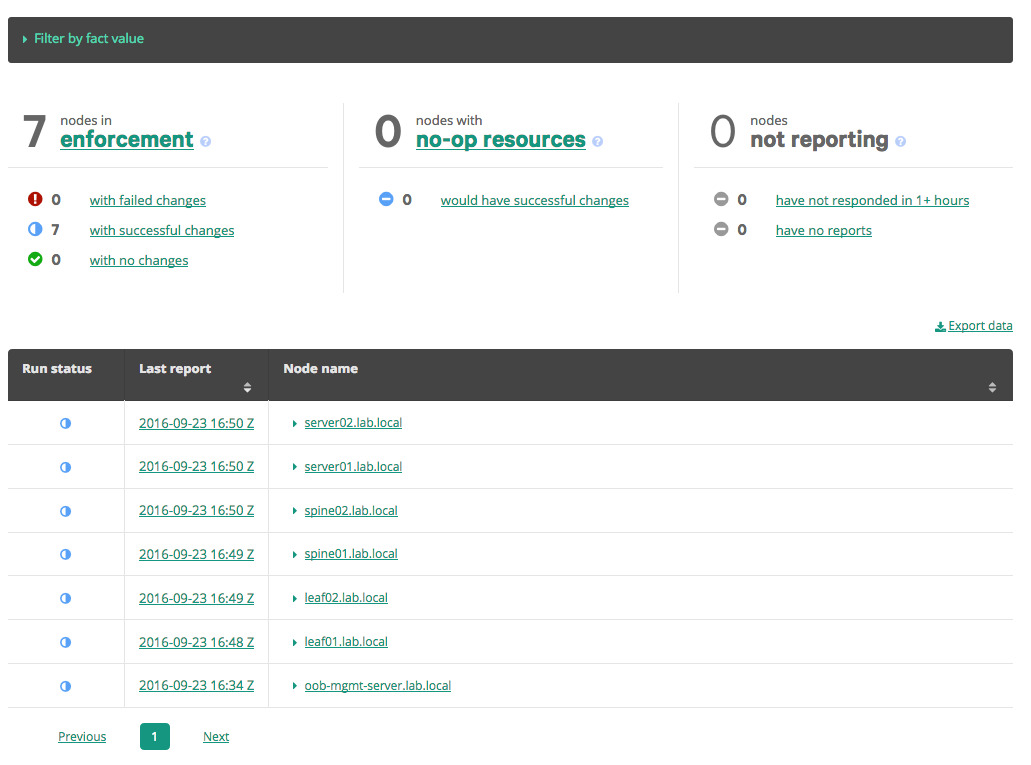 Filter by fact value
7 nodes in enforcement ?
0 nodes with no-op resources ?
0 nodes not reporting ?
0 with failed changes
7 with successful changes
0 with no changes
0 would have successful changes
0 have not responded in 1+ hours
0 have no reports
Export data
Run status Last report Node name
2016-09-23 16:50 Z server02.lab.local
2016-09-23 16:50 Z server01.lab.local
2016-09-23 16:50 Z spine02.lab.local
2016-09-23 16:49 Z spine01.lab.local
2016-09-23 16:49 Z leaf02.lab.local
2016-09-23 16:48 Z leaf01.lab.local
2016-09-23 16:34 Z oob-mgmt-server.lab.local
Previous 1 Next